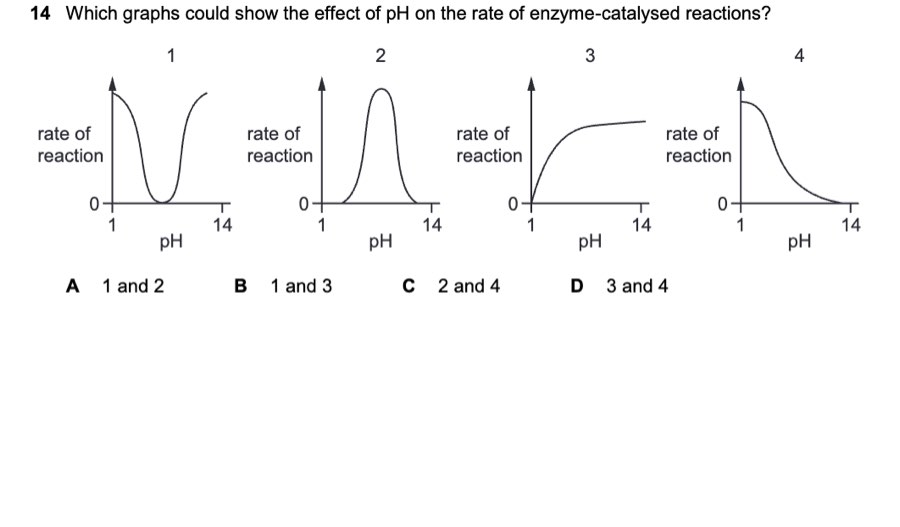 14 Which graphs could show the effect of pH on the rate of enzyme-catalysed reactions?
1 2 3 4
rate of reaction
0
1 14
pH
rate of reaction
0
1 14
pH
rate of reaction
0
1 14
pH
rate of reaction
0
1 14
pH
A 1 and 2 B 1 and 3 C 2 and 4 D 3 and 4